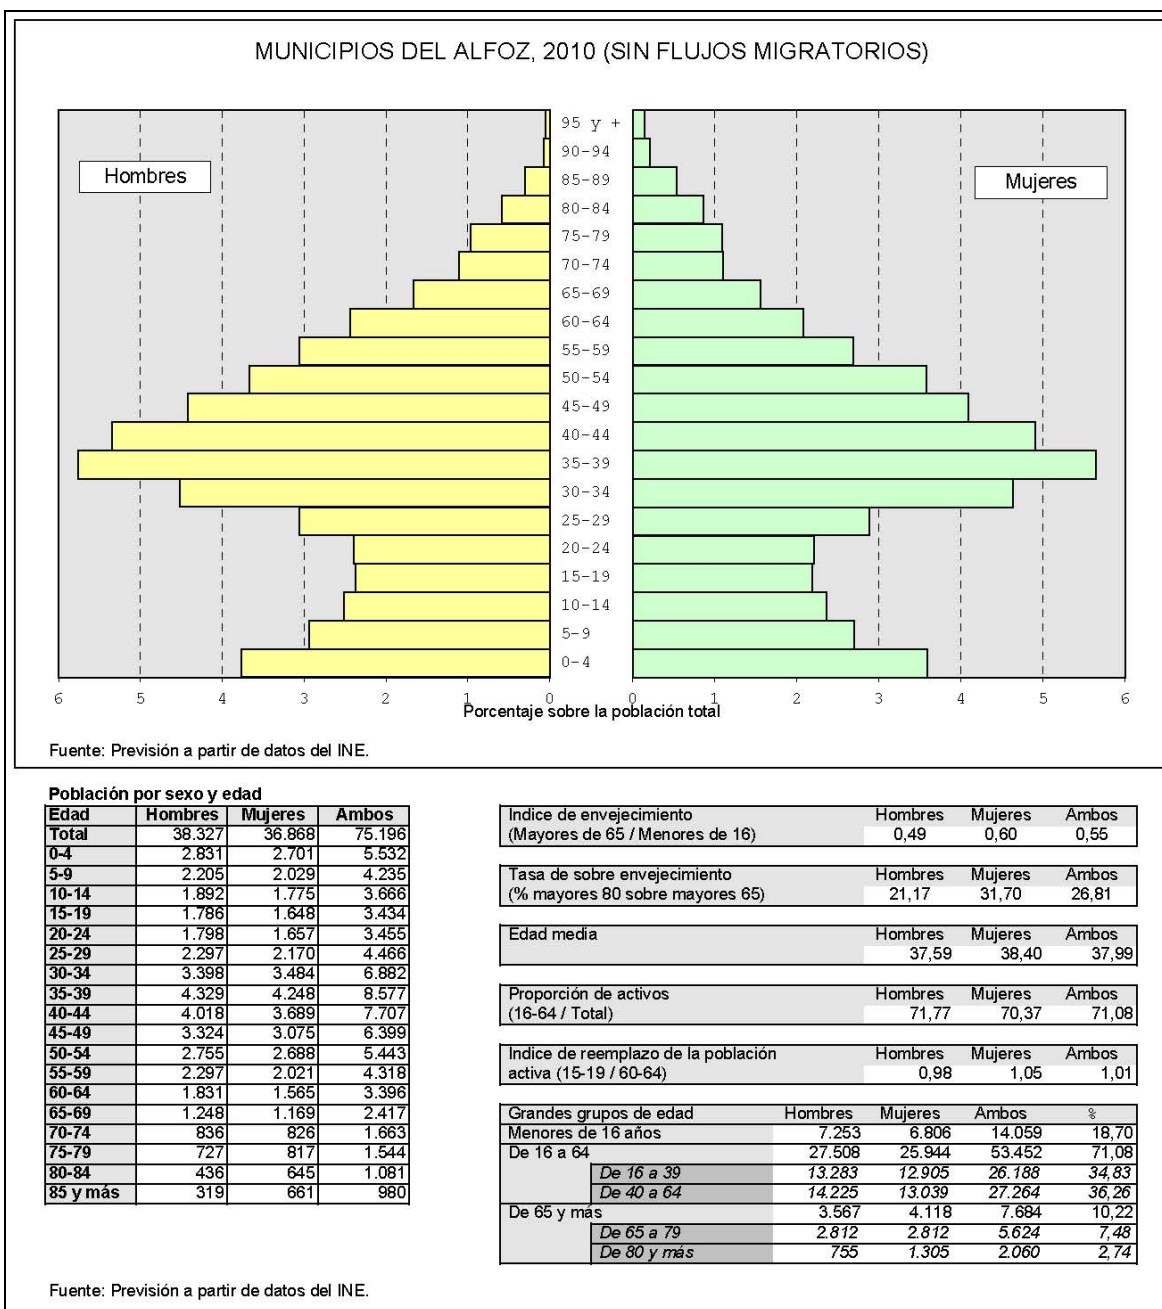 MUNICIPIOS DEL ALFOZ, 2010 (SIN FLUJOS MIGRATORIOS)
Hombres
Mujeres
95 y +
90-94
85-89
80-84
75-79
70-74
65-69
60-64
55-59
50-54
45-49
40-44
35-39
30-34
25-29
20-24
15-19
10-14
5-9
0-4
6 5 4 3 2 1 0 0 1 2 3 4 5 6
Porcentaje sobre la población total
Fuente: Previsión a partir de datos del INE.
Población por sexo y edad
Edad Hombres Mujeres Ambos
Total 38.327 36.868 75.196
0-4 2.831 2.701 5.532
5-9 2.205 2.029 4.235
10-14 1.892 1.775 3.666
15-19 1.786 1.648 3.434
20-24 1.798 1.657 3.455
25-29 2.297 2.170 4.466
30-34 3.398 3.484 6.882
35-39 4.329 4.248 8.577
40-44 4.018 3.689 7.707
45-49 3.324 3.075 6.399
50-54 2.755 2.688 5.443
55-59 2.297 2.021 4.318
60-64 1.831 1.565 3.396
65-69 1.248 1.169 2.417
70-74 836 826 1.663
75-79 727 817 1.544
80-84 436 645 1.081
85 y más 319 661 980
Indice de envejecimiento Hombres Mujeres Ambos
(Mayores de 65 / Menores de 16) 0,49 0,60 0,55
Tasa de sobre envejecimiento Hombres Mujeres Ambos
(% mayores 80 sobre mayores 65) 21,17 31,70 26,81
Edad media Hombres Mujeres Ambos
37,59 38,40 37,99
Proporción de activos Hombres Mujeres Ambos
(16-64 / Total) 71,77 70,37 71,08
Indice de reemplazo de la población Hombres Mujeres Ambos
activa (15-19 / 60-64) 0,98 1,05 1,01
Grandes grupos de edad Hombres Mujeres Ambos %
Menores de 16 años 7.253 6.806 14.059 18,70
De 16 a 64 27.508 25.944 53.452 71,08
De 16 a 39 13.283 12.905 26.188 34,83
De 40 a 64 14.225 13.039 27.264 36,26
De 65 y más 3.567 4.118 7.684 10,22
De 65 a 79 2.812 2.812 5.624 7,48
De 80 y más 755 1.305 2.060 2,74
Fuente: Previsión a partir de datos del INE.